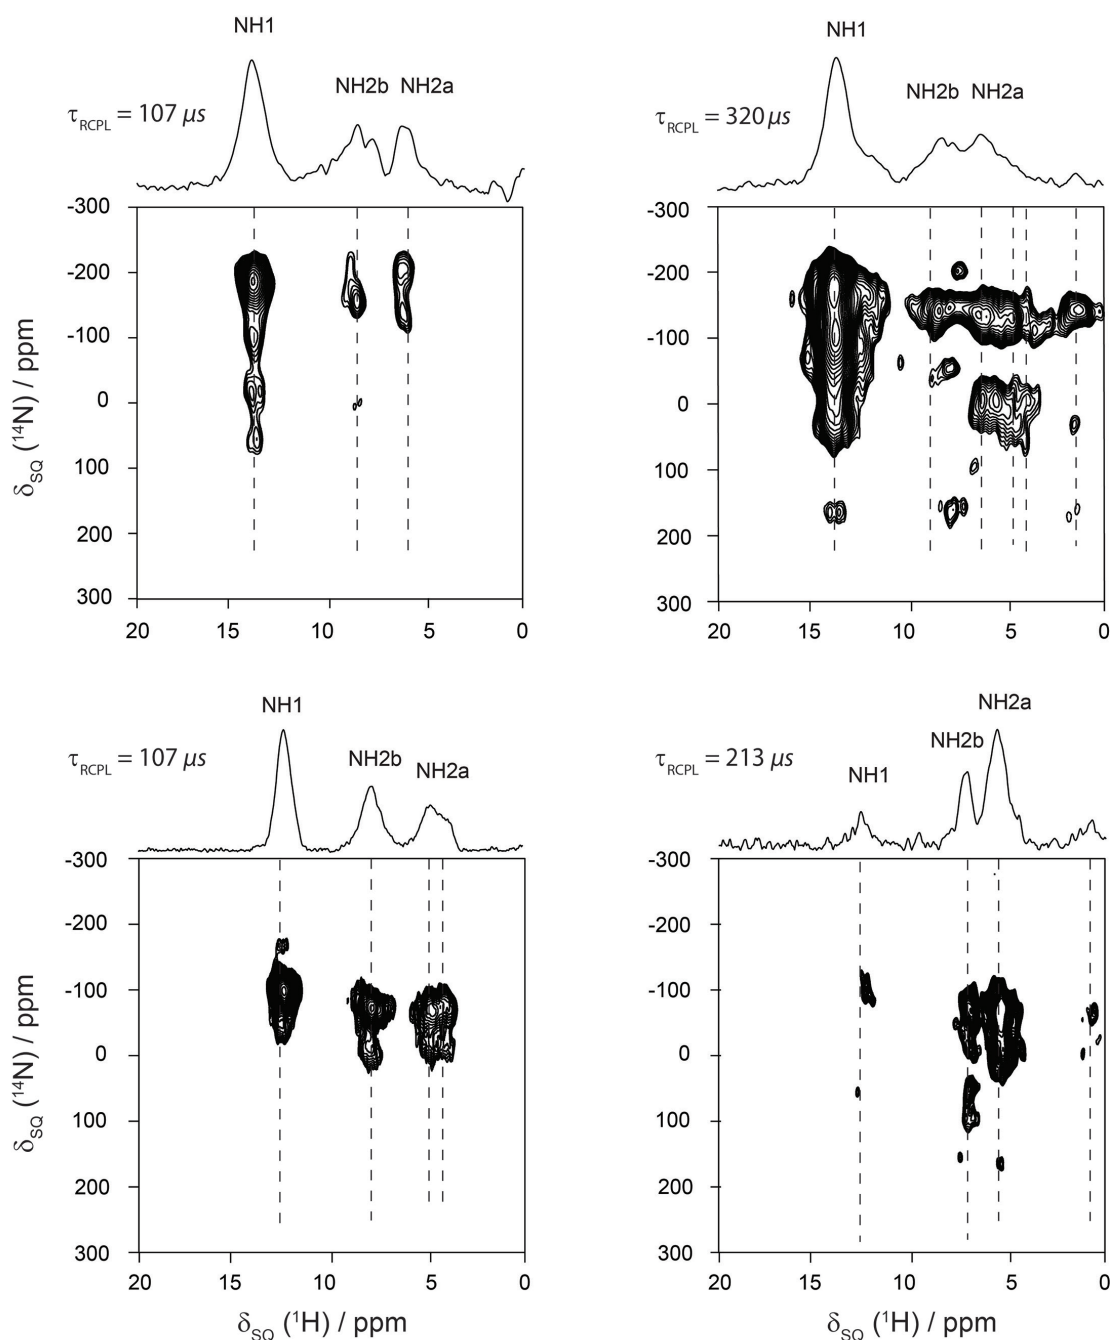 NH1
NH2b NH2a
τRCPL = 107 μs
-300
-200
-100
0
100
200
300
20 15 10 5 0
δSQ (14N) / ppm
NH1
NH2b NH2a
τRCPL = 320 μs
-300
-200
-100
0
100
200
300
20 15 10 5 0
NH1
NH2b
NH2a
τRCPL = 107 μs
-300
-200
-100
0
100
200
300
20 15 10 5 0
δSQ (14N) / ppm
δSQ (1H) / ppm
NH2a
NH2b
NH1
τRCPL = 213 μs
-300
-200
-100
0
100
200
300
20 15 10 5 0
δSQ (1H) / ppm